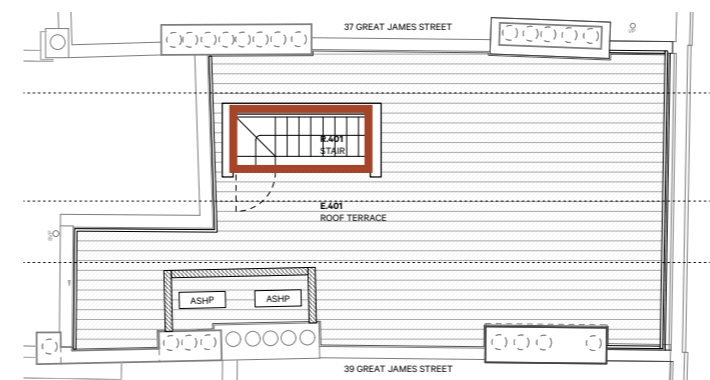 37 GREAT JAMES STREET
R.401
STAIR
E.401
ROOF TERRACE
ASHP
ASHP
39 GREAT JAMES STREET